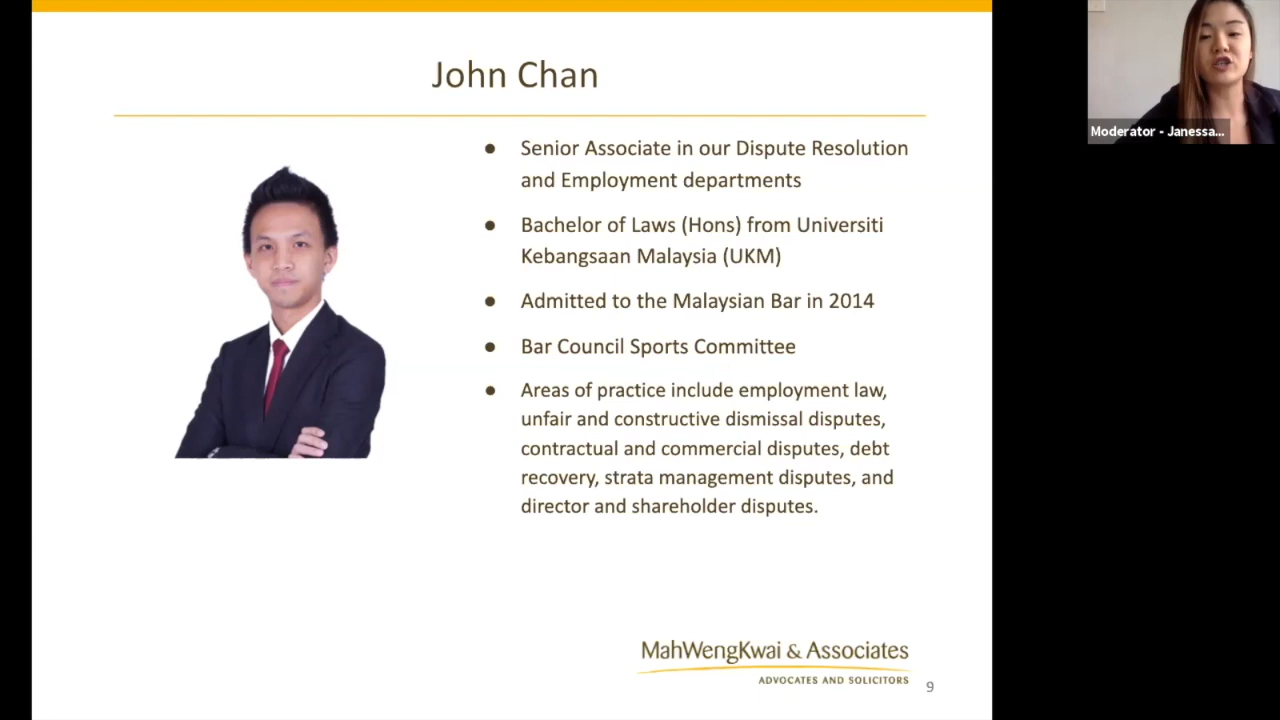 John Chan
● Senior Associate in our Dispute Resolution
and Employment departments
● Bachelor of Laws (Hons) from Universiti
Kebangsaan Malaysia (UKM)
● Admitted to the Malaysian Bar in 2014
● Bar Council Sports Committee
● Areas of practice include employment law,
unfair and constructive dismissal disputes,
contractual and commercial disputes, debt
recovery, strata management disputes, and
director and shareholder disputes.
MahWengKwai & Associates
ADVOCATES AND SOLICITORS
9
Moderator - Janessa...